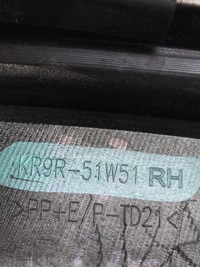 KR9R-51W51 RH
>PP+E/P-TD21<